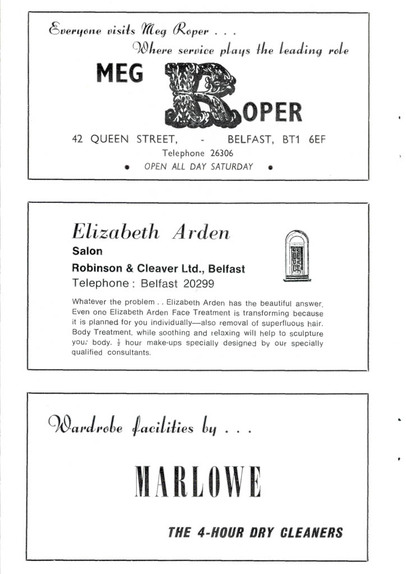 Everyone visits Meg Roper . . .
Where service plays the leading role
MEG ROPER
42 QUEEN STREET, - BELFAST, BT1 6EF
Telephone 26306
• OPEN ALL DAY SATURDAY •
Elizabeth Arden
Salon
Robinson & Cleaver Ltd., Belfast
Telephone : Belfast 20299
Whatever the problem . . Elizabeth Arden has the beautiful answer.
Even one Elizabeth Arden Face Treatment is transforming because
it is planned for you individually—also removal of superfluous hair.
Body Treatment, while soothing and relaxing will help to sculpture
your body. ½ hour make-ups specially designed by our specially
qualified consultants.
Wardrobe facilities by . . .
MARLOWE
THE 4-HOUR DRY CLEANERS